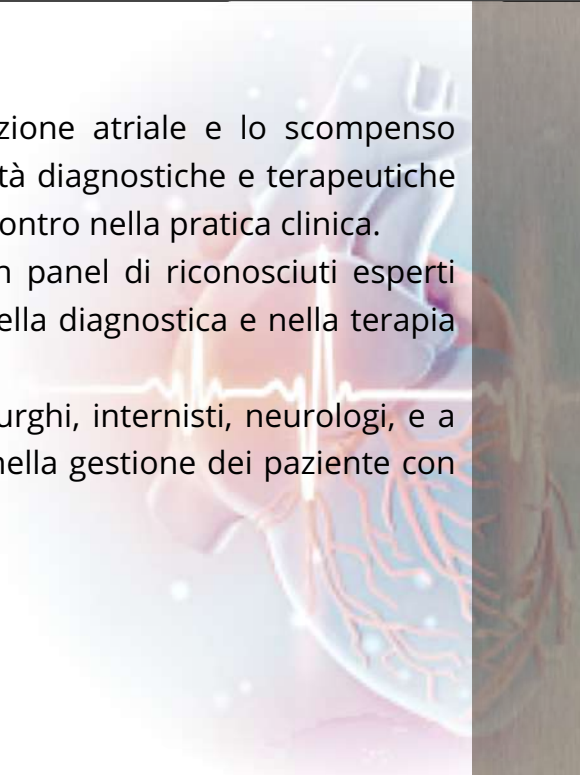 zione atriale e lo scompenso
tà diagnostiche e terapeutiche
ontro nella pratica clinica.
n panel di riconosciuti esperti
ella diagnostica e nella terapia
urghi, internisti, neurologi, e a
nella gestione dei paziente con